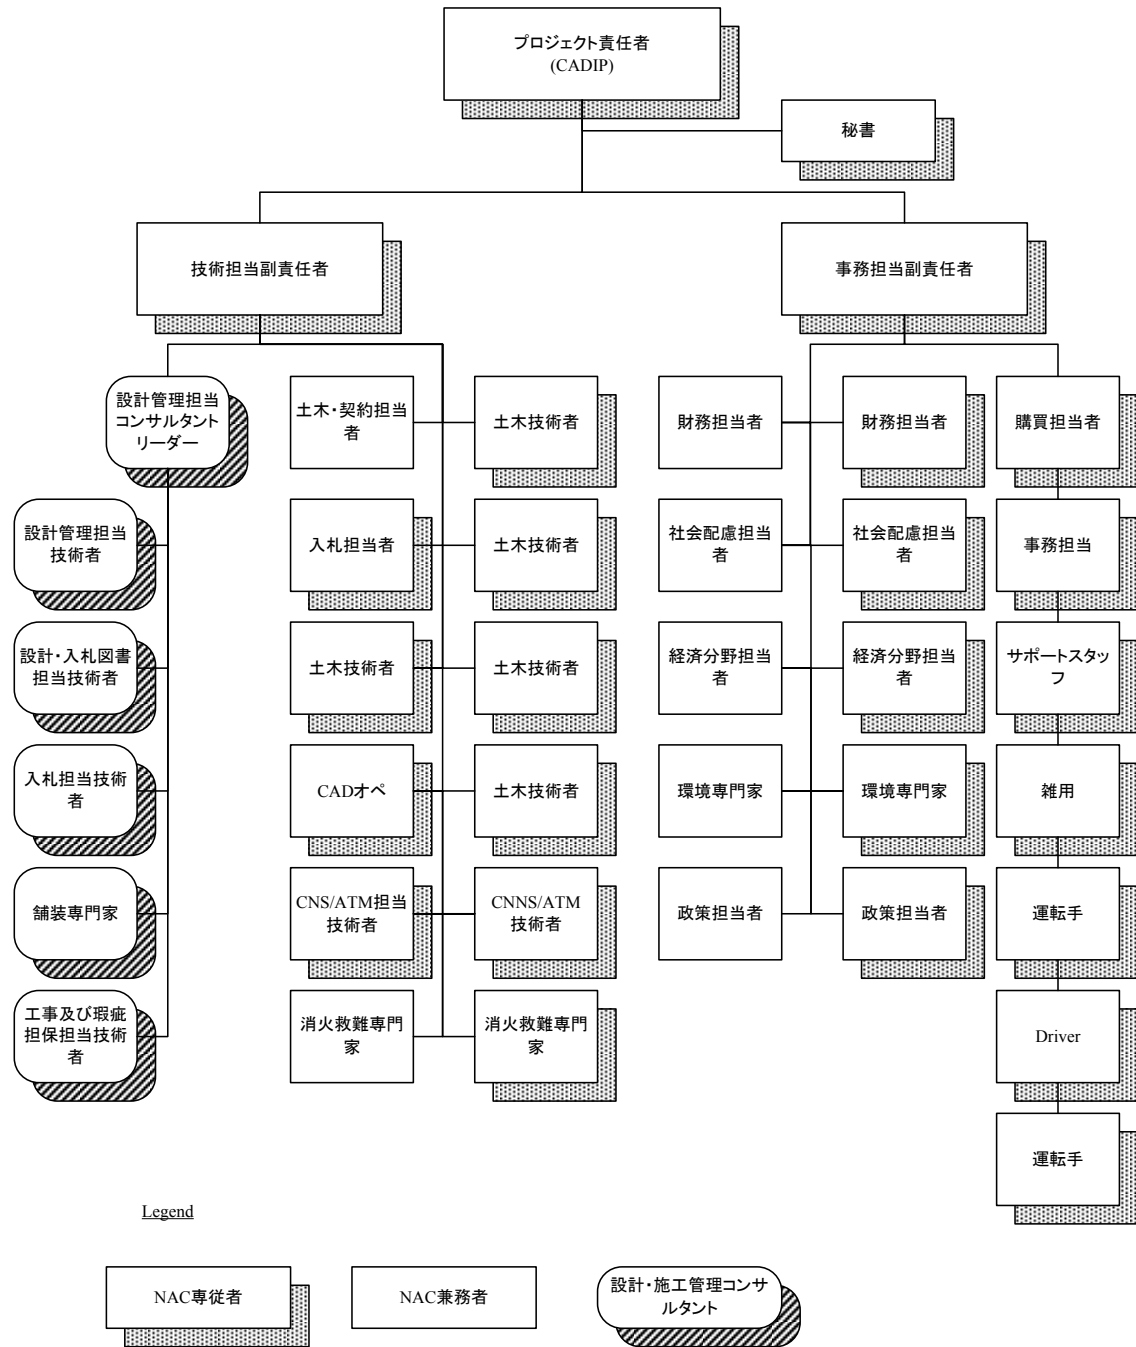 プロジェクト責任者
(CADIP)
秘書
技術担当副責任者
事務担当副責任者
設計管理担当
コンサルタント
リーダー
土木・契約担当
者
土木技術者
財務担当者
財務担当者
購買担当者
設計管理担当
技術者
入札担当者
土木技術者
社会配慮担当
者
社会配慮担当
者
事務担当
設計・入札図書
担当技術者
土木技術者
土木技術者
経済分野担当
者
経済分野担当
者
サポートスタッ
フ
入札担当技術
者
CADオペ
土木技術者
環境専門家
環境専門家
雑用
舗装専門家
CNS/ATM担当
技術者
CNNS/ATM
技術者
政策担当者
政策担当者
運転手
工事及び瑕疵
担保担当技術
者
消火救難専門
家
消火救難専門
家
Driver
運転手
Legend
NAC専従者
NAC兼務者
設計・施工管理コンサ
ルタント